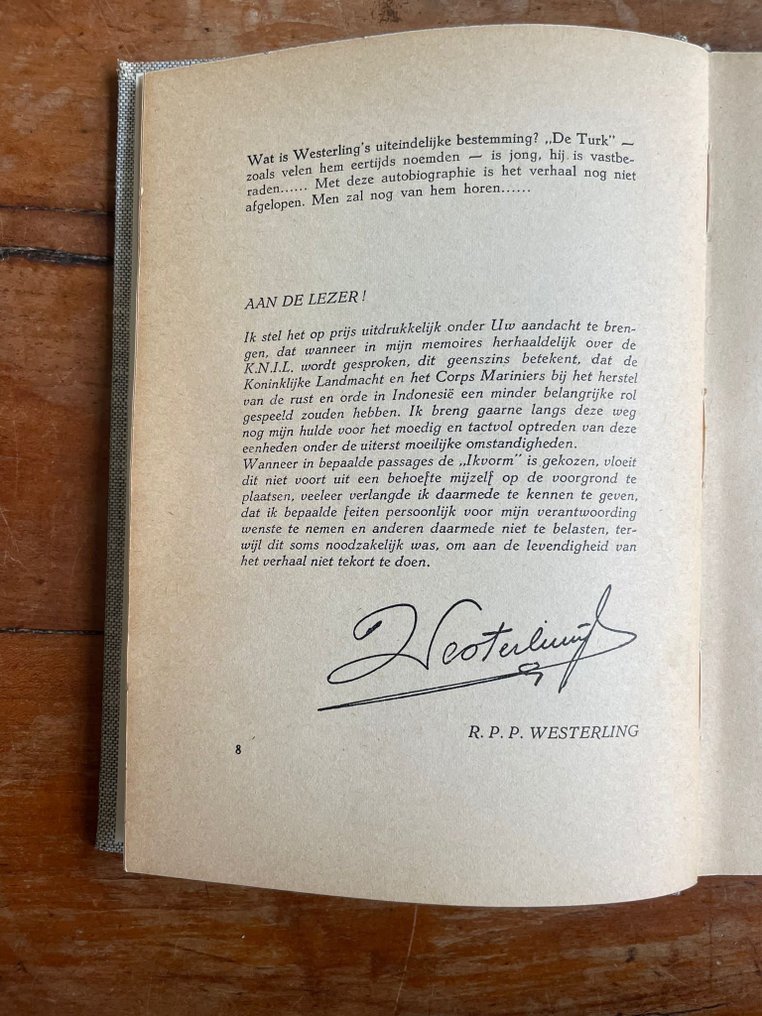 Wat is Westerling's uiteindelijke bestemming? „De Turk" —
zoals velen hem eertijds noemden — is jong, hij is vastbe-
raden...... Met deze autobiographie is het verhaal nog niet
afgelopen. Men zal nog van hem horen......
AAN DE LEZER !
Ik stel het op prijs uitdrukkelijk onder Uw aandacht te bren-
gen, dat wanneer in mijn memoires herhaaldelijk over de
K.N.I.L. wordt gesproken, dit geenszins betekent, dat de
Koninklijke Landmacht en het Corps Mariniers bij het herstel
van de rust en orde in Indonesië een minder belangrijke rol
gespeeld zouden hebben. Ik breng gaarne langs deze weg
nog mijn hulde voor het moedig en tactvol optreden van deze
eenheden onder de uiterst moeilijke omstandigheden.
Wanneer in bepaalde passages de „Ikvorm" is gekozen, vloeit
dit niet voort uit een behoefte mijzelf op de voorgrond te
plaatsen, veeleer verlangde ik daarmede te kennen te geven,
dat ik bepaalde feiten persoonlijk voor mijn verantwoording
wenste te nemen en anderen daarmede niet te belasten, ter-
wijl dit soms noodzakelijk was, om aan de levendigheid van
het verhaal niet tekort te doen.
Westerling
R. P. P. WESTERLING
8